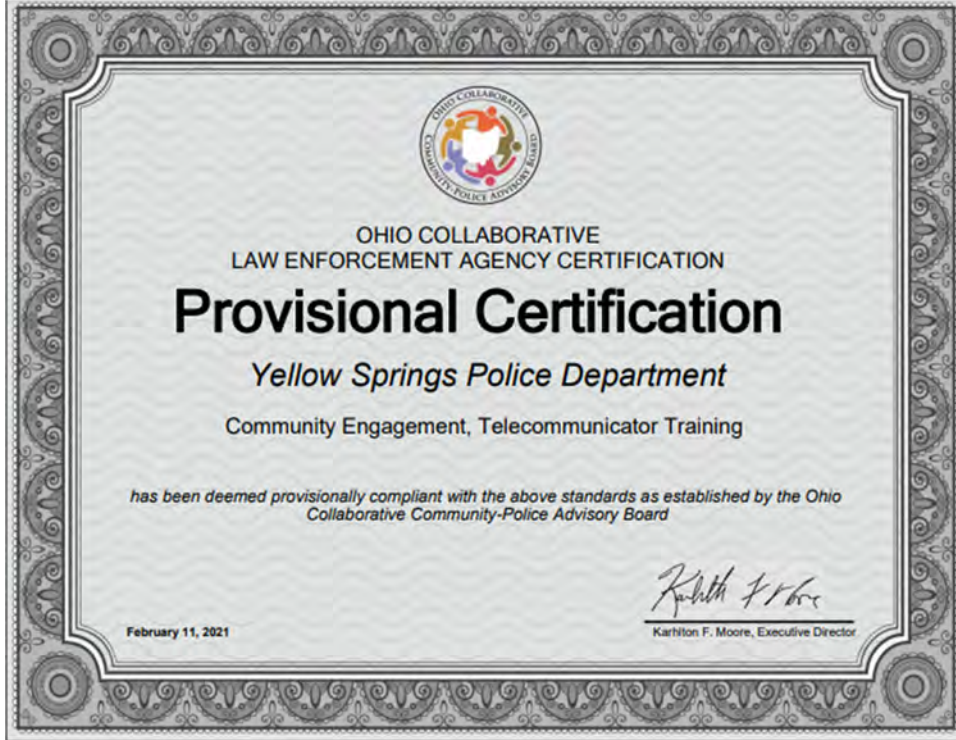 OHIO COLLABORATIVE
COMMUNITY-POLICE ADVISORY BOARD
OHIO COLLABORATIVE
LAW ENFORCEMENT AGENCY CERTIFICATION
Provisional Certification
Yellow Springs Police Department
Community Engagement, Telecommunicator Training
has been deemed provisionally compliant with the above standards as established by the Ohio
Collaborative Community-Police Advisory Board
February 11, 2021
Karhlton F. Moore, Executive Director